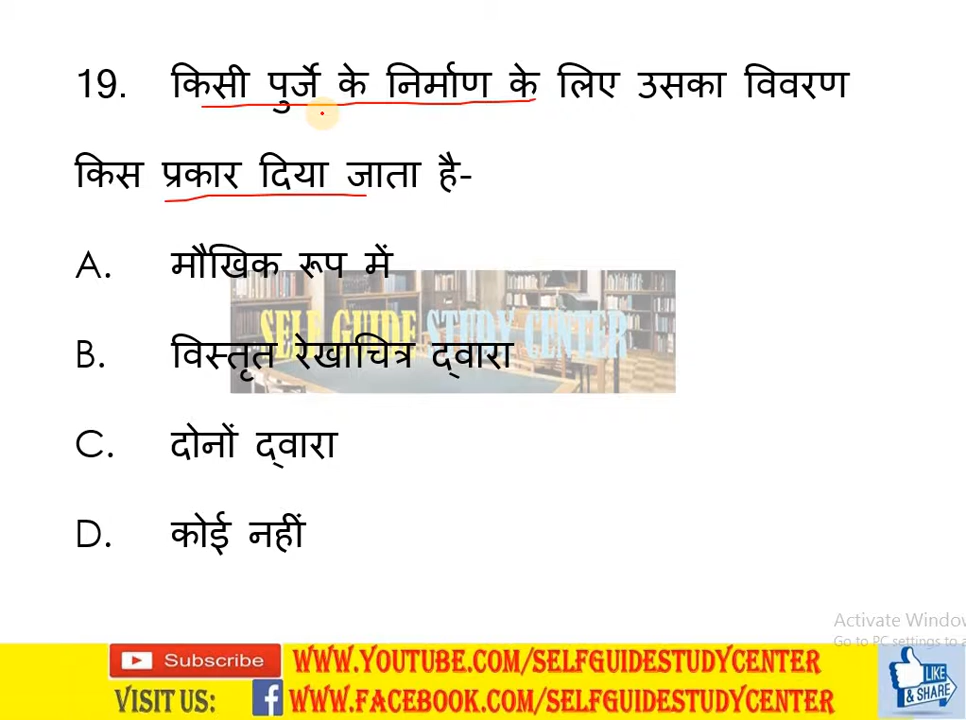 19. किसी पुर्जे के निर्माण के लिए उसका विवरण
किस प्रकार दिया जाता है-
A. मौखिक रूप में
SELF GUIDE STUDY CENTER
B. विस्तृत रेखाचित्र द्वारा
C. दोनों द्वारा
D. कोई नहीं
Activate Window
Go to PC settings to a
Subscribe WWW.YOUTUBE.COM/SELFGUIDESTUDYCENTER
VISIT US: f WWW.FACEBOOK.COM/SELFGUIDESTUDYCENTER
LIKE
& SHARE